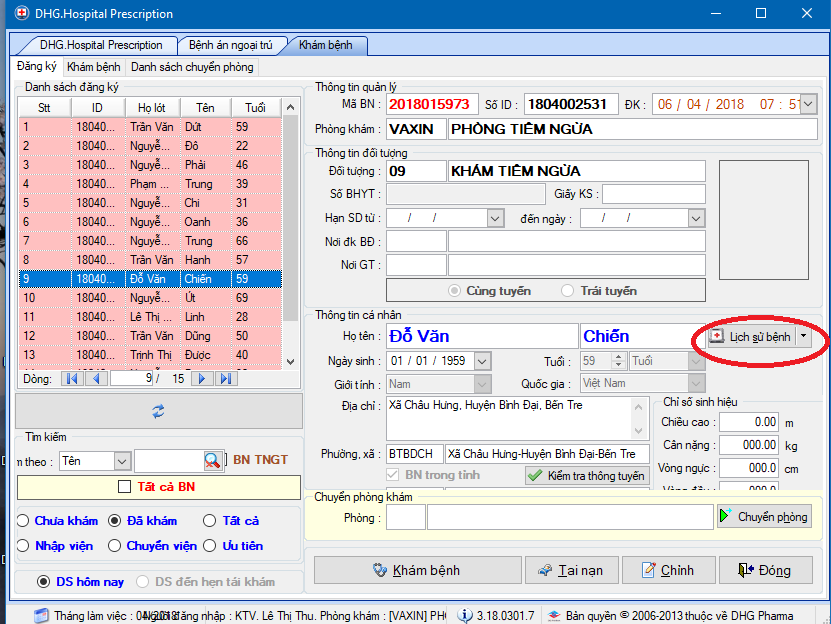 DHG.Hospital Prescription
DHG.Hospital Prescription Bệnh án ngoại trú Khám bệnh
Đăng ký Khám bệnh Danh sách chuyển phòng
Danh sách đăng ký
Stt ID Họ lót Tên Tuổi
1 18040... Trần Văn Dứt 59
2 18040... Nguyễ... Đô 22
3 18040... Nguyễ... Phải 46
4 18040... Phạm ... Trung 39
5 18040... Nguyễ... Chi 31
6 18040... Nguyễ... Oanh 36
7 18040... Nguyễ... Trung 66
8 18040... Trần Văn Hanh 57
9 18040... Đỗ Văn Chiến 59
10 18040... Nguyễ... Út 69
11 18040... Lê Thị ... Linh 28
12 18040... Trần Văn Dũng 50
13 18040... Trịnh Thị Được 40
Dòng: 9 / 15
Tìm kiếm
m theo : Tên BN TNGT
Tất cả BN
Chưa khám Đã khám Tất cả
Nhập viện Chuyển viện Ưu tiên
DS hôm nay DS đến hẹn tái khám
Thông tin quản lý
Mã BN : 2018015973 Số ID : 1804002531 ĐK : 06 / 04 / 2018 07 : 51
Phòng khám : VAXIN PHÒNG TIÊM NGỪA
Thông tin đối tượng
Đối tượng : 09 KHÁM TIÊM NGỪA
Số BHYT : Giấy KS :
Hạn SD từ : / / đến ngày : / /
Nơi đk BĐ :
Nơi GT :
Cùng tuyến Trái tuyến
Thông tin cá nhân
Họ tên : Đỗ Văn Chiến Lịch sử bệnh
Ngày sinh : 01 / 01 / 1959 Tuổi : 59 Tuổi
Giới tính : Nam Quốc gia : Việt Nam
Địa chỉ : Xã Châu Hưng, Huyện Bình Đại, Bến Tre
Phường, xã : BTBDCH Xã Châu Hưng-Huyện Bình Đại-Bến Tre
BN trong tỉnh Kiểm tra thông tuyến
Chỉ số sinh hiệu
Chiều cao : 0.00 m
Cân nặng : 000.00 kg
Vòng ngực : 000.0 cm
Vòng đầu : 000.0
Chuyển phòng khám
Phòng : Chuyển phòng
Khám bệnh Tai nạn Chỉnh Đóng
Tháng làm việc : 04/2018 đăng nhập : KTV. Lê Thị Thu. Phòng khám : [VAXIN] PHÒ 3.18.0301.7 Bản quyền © 2006-2013 thuộc về DHG Pharma